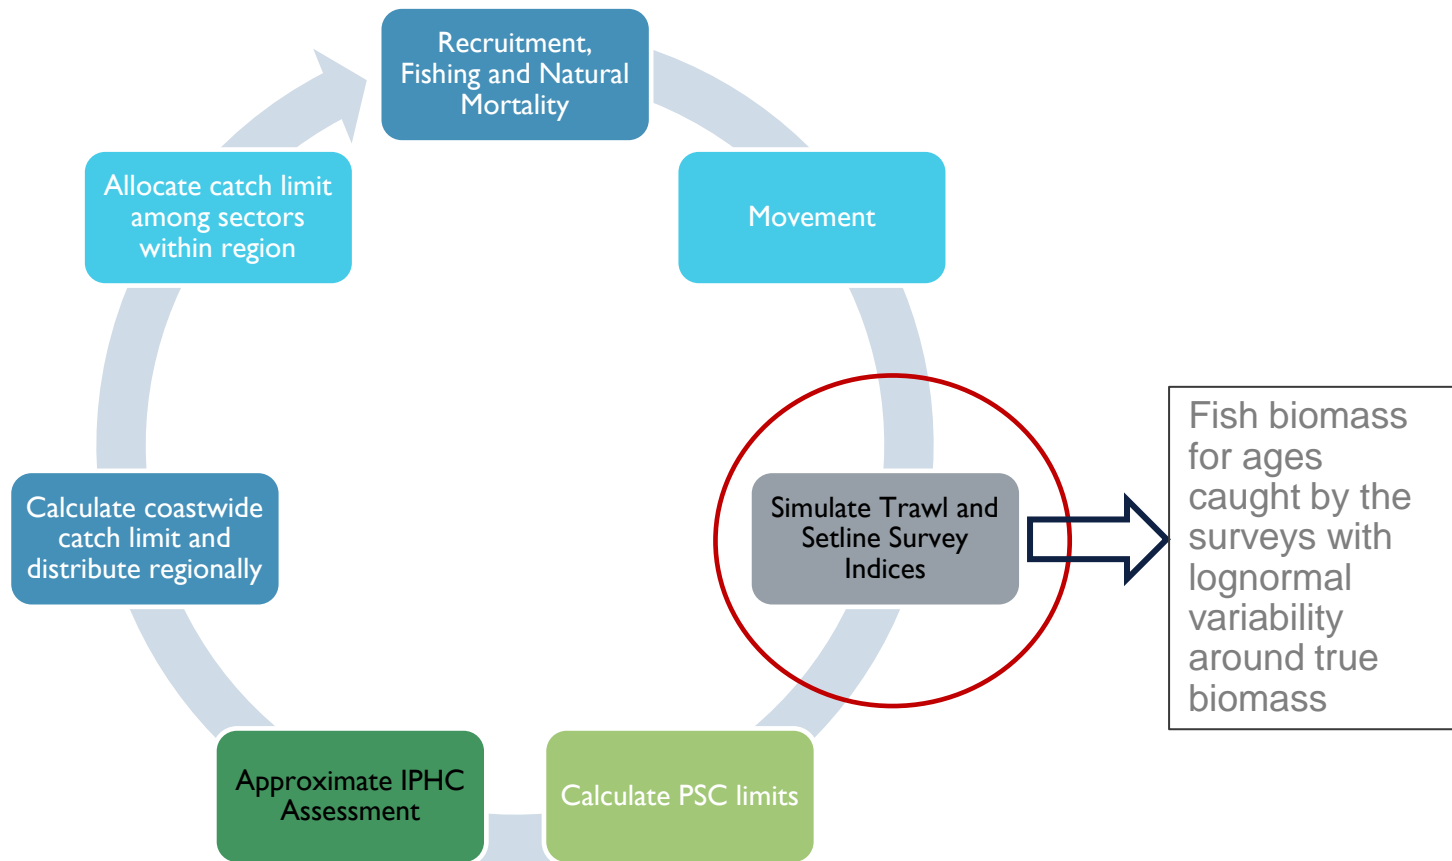 Recruitment,
Fishing and Natural
Mortality
Movement
Simulate Trawl and
Setline Survey
Indices
Fish biomass
for ages
caught by the
surveys with
lognormal
variability
around true
biomass
Calculate PSC limits
Approximate IPHC
Assessment
Calculate coastwide
catch limit and
distribute regionally
Allocate catch limit
among sectors
within region